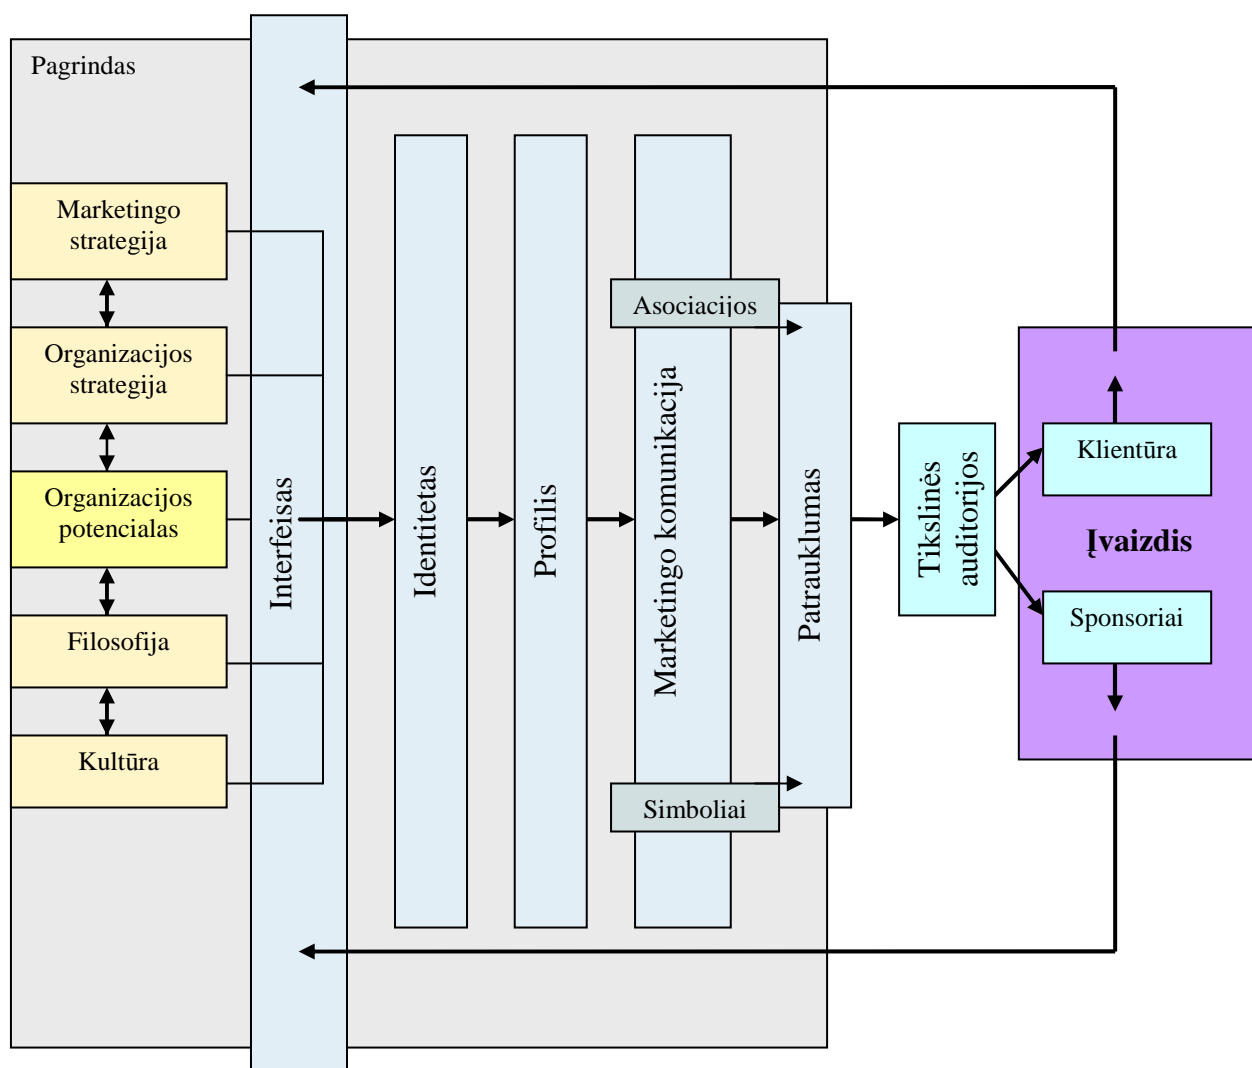 Pagrindas
Marketingo
strategija
Organizacijos
strategija
Organizacijos
potencialas
Filosofija
Kultūra
Interfeisas
Identitetas
Profilis
Marketingo komunikacija
Asociacijos
Simboliai
Patrauklumas
Tikslinės
auditorijos
Klientūra
Įvaizdis
Sponsoriai